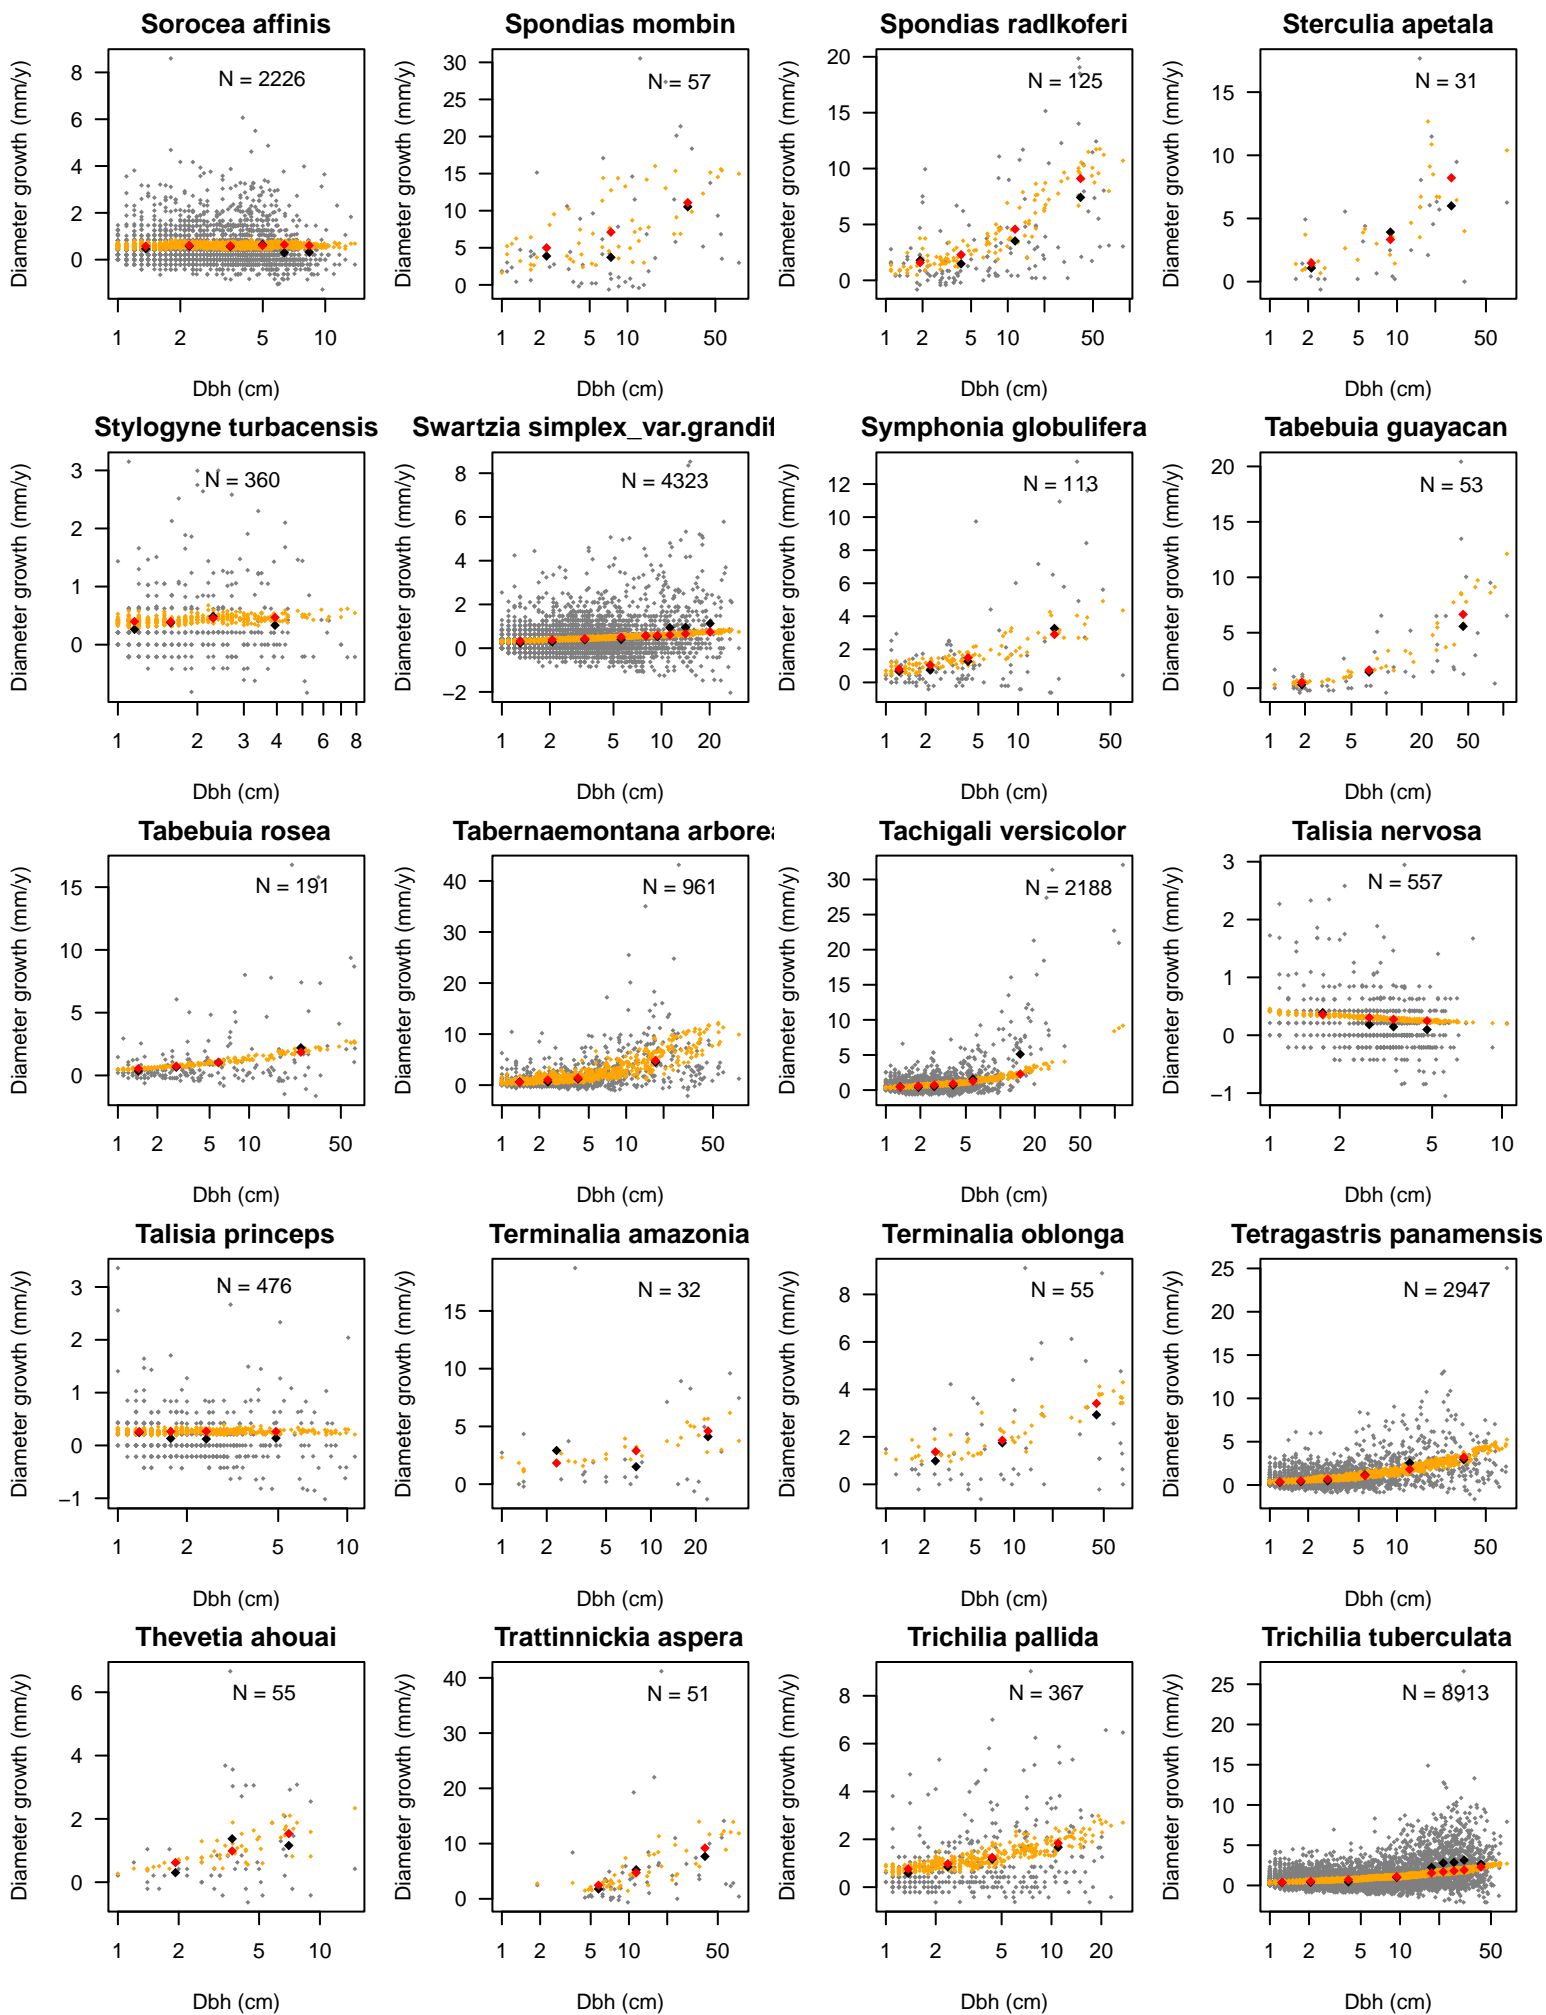 Sorocea affinis
Diameter growth (mm/y)
N = 2226
8
6
4
2
0
1 2 5 10
Dbh (cm)
Spondias mombin
Diameter growth (mm/y)
N = 57
30
25
20
15
10
5
0
1 2 5 10 50
Dbh (cm)
Spondias radlkoferi
Diameter growth (mm/y)
N = 125
20
15
10
5
0
1 2 5 10 50
Dbh (cm)
Sterculia apetala
Diameter growth (mm/y)
N = 31
15
10
5
0
1 2 5 10 50
Dbh (cm)
Stylogyne turbacensis
Diameter growth (mm/y)
N = 360
3
2
1
0
1 2 3 4 6 8
Dbh (cm)
Swartzia simplex_var.grandif
Diameter growth (mm/y)
N = 4323
8
6
4
2
0
−2
1 2 5 10 20
Dbh (cm)
Symphonia globulifera
Diameter growth (mm/y)
N = 113
12
10
8
6
4
2
0
1 2 5 10 50
Dbh (cm)
Tabebuia guayacan
Diameter growth (mm/y)
N = 53
20
15
10
5
0
1 2 5 20 50
Dbh (cm)
Tabebuia rosea
Diameter growth (mm/y)
N = 191
15
10
5
0
1 2 5 10 50
Dbh (cm)
Tabernaemontana arborea
Diameter growth (mm/y)
N = 961
40
30
20
10
0
1 2 5 10 50
Dbh (cm)
Tachigali versicolor
Diameter growth (mm/y)
N = 2188
30
25
20
15
10
5
0
1 2 5 20 50
Dbh (cm)
Talisia nervosa
Diameter growth (mm/y)
N = 557
3
2
1
0
−1
1 2 5 10
Dbh (cm)
Talisia princeps
Diameter growth (mm/y)
N = 476
3
2
1
0
−1
1 2 5 10
Dbh (cm)
Terminalia amazonia
Diameter growth (mm/y)
N = 32
15
10
5
0
1 2 5 10 20
Dbh (cm)
Terminalia oblonga
Diameter growth (mm/y)
N = 55
8
6
4
2
0
1 2 5 10 50
Dbh (cm)
Tetragastris panamensis
Diameter growth (mm/y)
N = 2947
25
20
15
10
5
0
1 2 5 10 50
Dbh (cm)
Thevetia ahouai
Diameter growth (mm/y)
N = 55
6
4
2
0
1 2 5 10
Dbh (cm)
Trattinnickia aspera
Diameter growth (mm/y)
N = 51
40
30
20
10
0
1 2 5 10 50
Dbh (cm)
Trichilia pallida
Diameter growth (mm/y)
N = 367
8
6
4
2
0
1 2 5 10 20
Dbh (cm)
Trichilia tuberculata
Diameter growth (mm/y)
N = 8913
25
20
15
10
5
0
1 2 5 10 50
Dbh (cm)